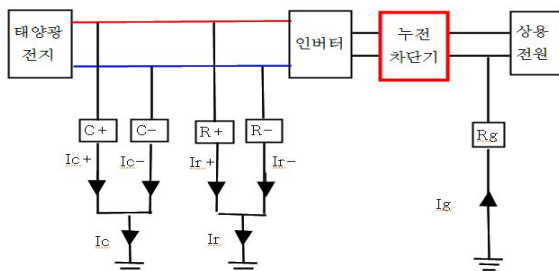 태양광
전지
인버터
누전
차단기
상용
전원
C+
C-
R+
R-
Rg
Ic+
Ic-
Ir+
Ir-
Ig
Ic
Ir